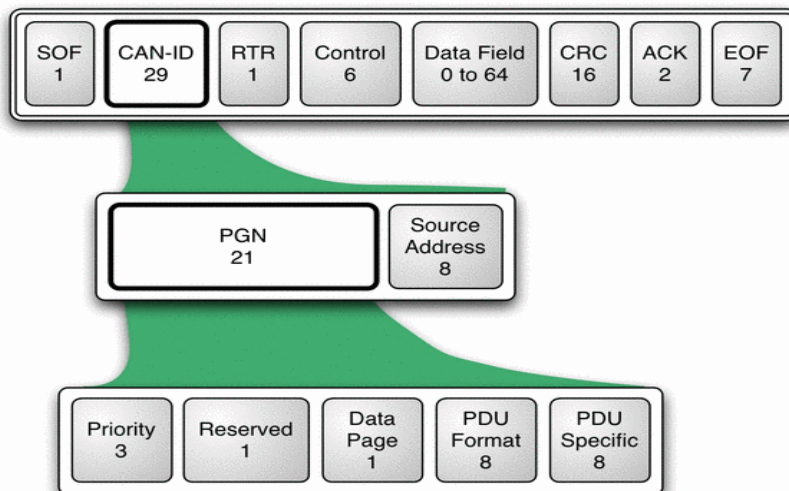 SOF
1
CAN-ID
29
RTR
1
Control
6
Data Field
0 to 64
CRC
16
ACK
2
EOF
7
PGN
21
Source
Address
8
Priority
3
Reserved
1
Data
Page
1
PDU
Format
8
PDU
Specific
8